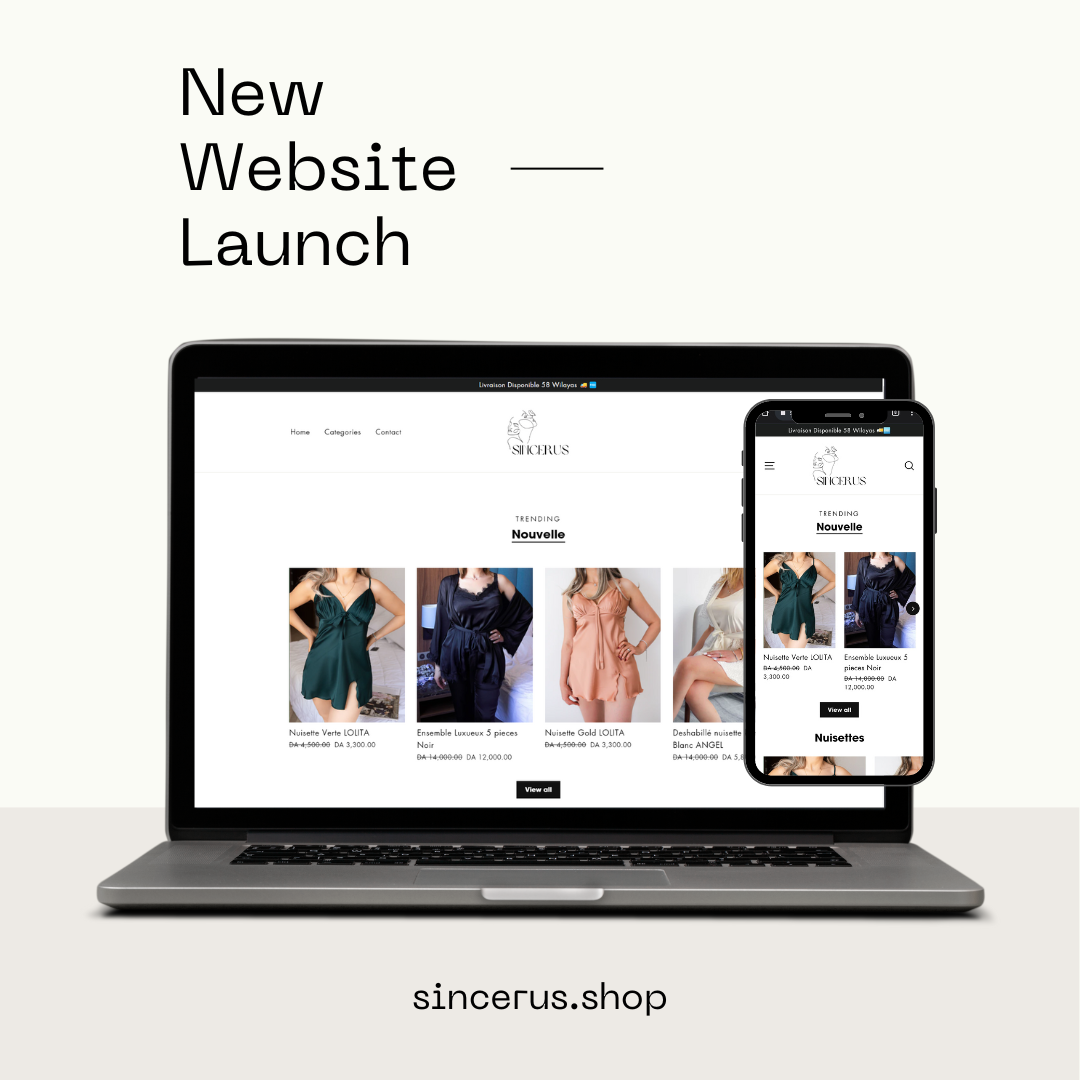 New
Website
Launch
Livraison Disponible 58 Wilayas
Home Categories Contact
SINCERUS
TRENDING
Nouvelle
Nuisette Verte LOLITA
DA 4,500.00 DA 3,300.00
Ensemble Luxueux 5 pieces
Noir
DA 14,000.00 DA 12,000.00
Nuisette Gold LOLITA
DA 4,500.00 DA 3,300.00
Deshabillé nuisette
Blanc ANGEL
DA 14,000.00 DA 5,8
View all
Livraison Disponible 58 Wilayas
SINCERUS
TRENDING
Nouvelle
Nuisette Verte LOLITA
DA 4,500.00 DA
3,300.00
Ensemble Luxueux 5
pieces Noir
DA 14,000.00 DA
12,000.00
View all
Nuisettes
sincerus.shop